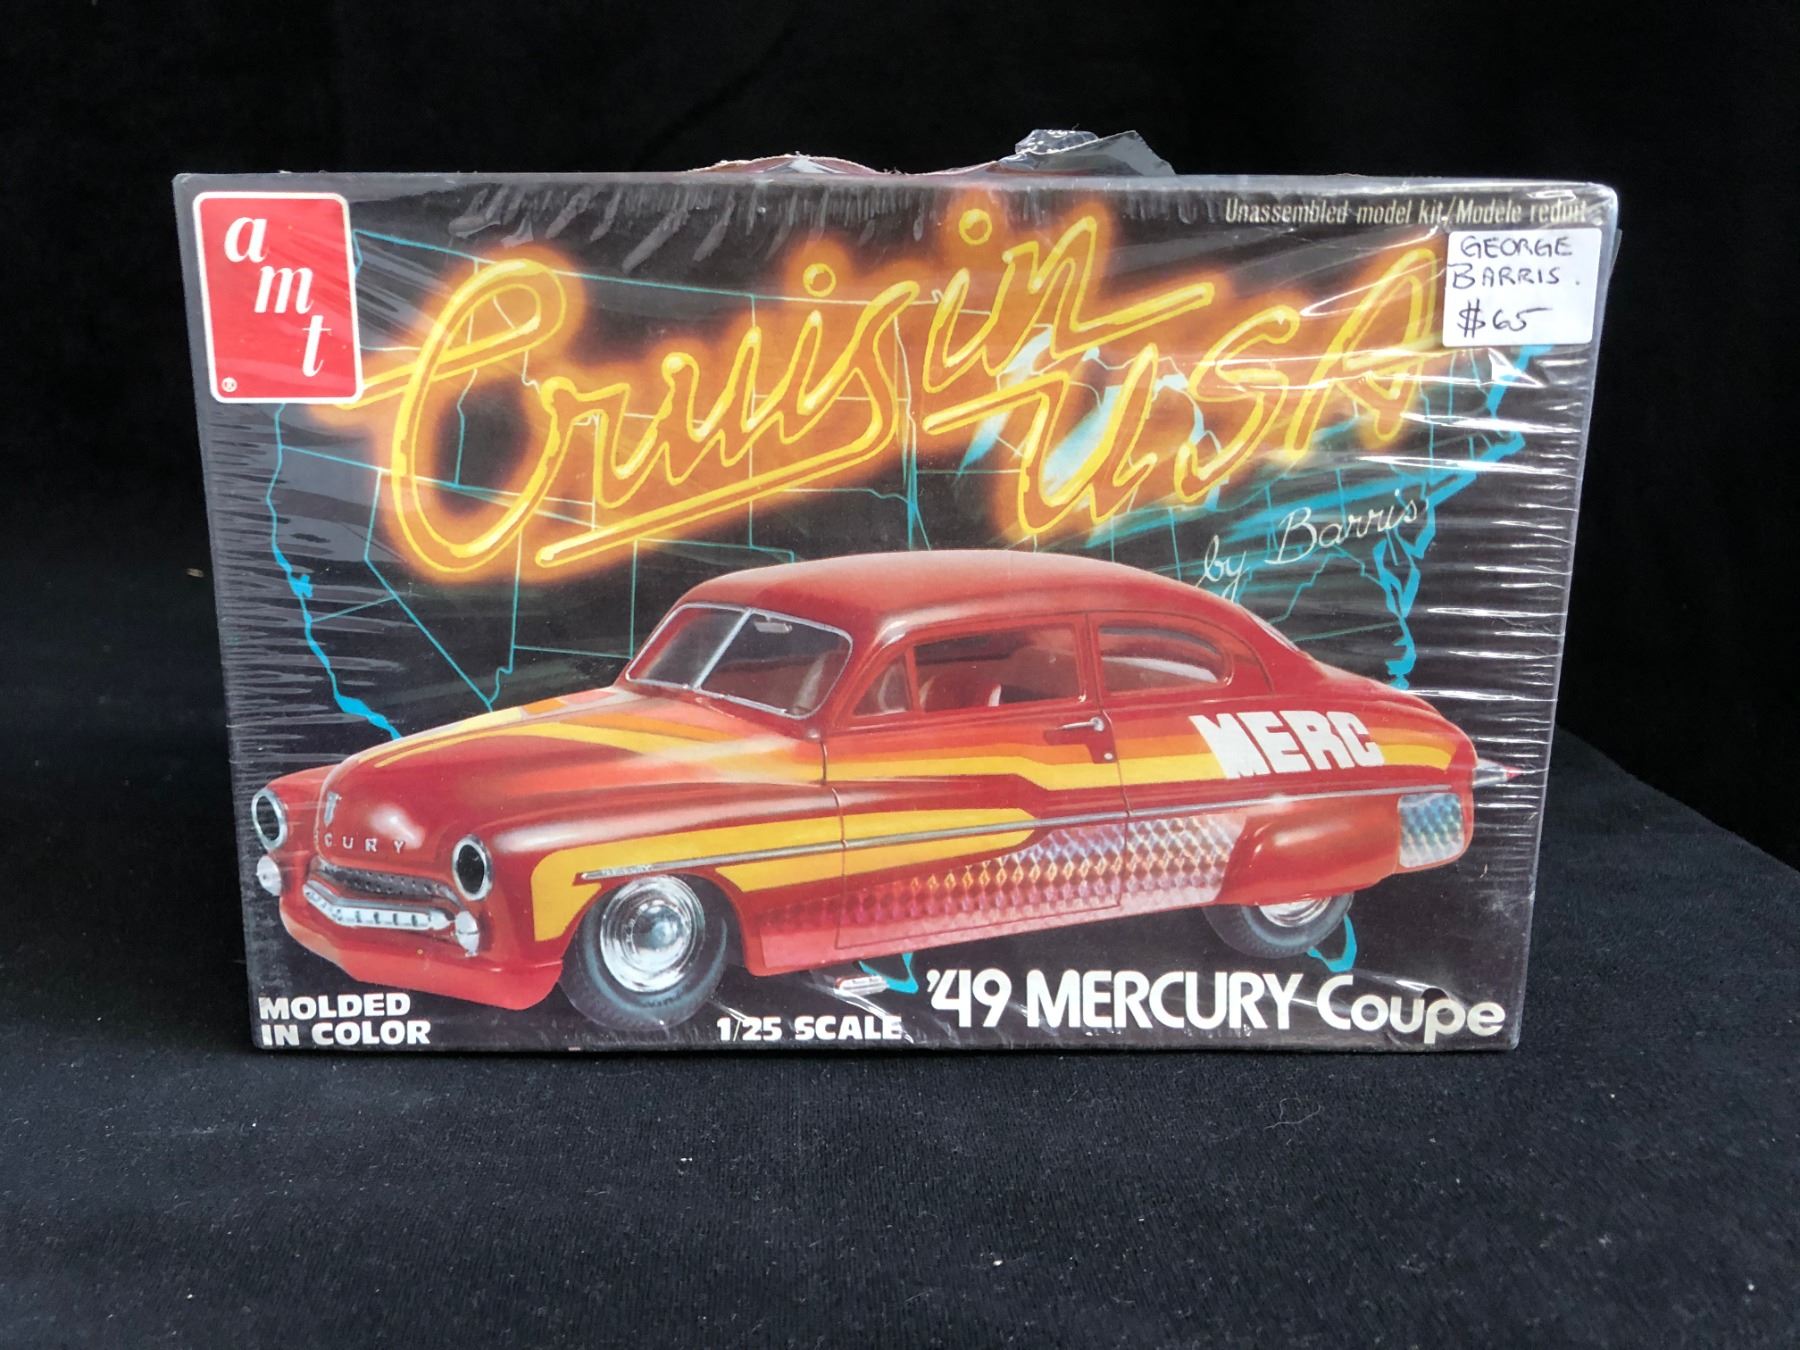 amt
®
Unassembled model kit/Modele reduit
GEORGE
BARRIS.
$65
Cruisin
USA
by Barris
MERC
CURY
MOLDED
IN COLOR
1/25 SCALE
'49 MERCURY Coupe